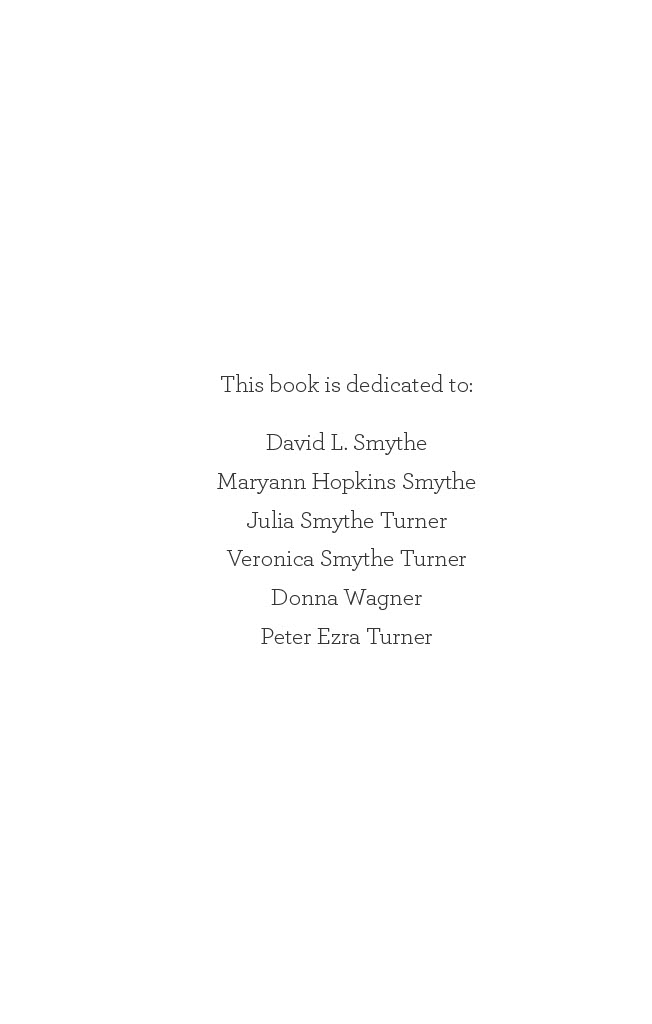 This book is dedicated to:
David L. Smythe
Maryann Hopkins Smythe
Julia Smythe Turner
Veronica Smythe Turner
Donna Wagner
Peter Ezra Turner